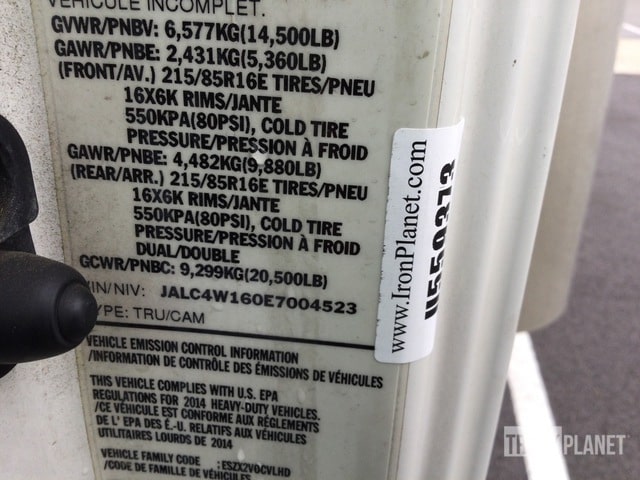 VÉHICULE INCOMPLET.
GVWR/PNBV: 6,577KG(14,500LB)
GAWR/PNBE: 2,431KG(5,360LB)
(FRONT/AV.) 215/85R16E TIRES/PNEU
16X6K RIMS/JANTE
550KPA(80PSI), COLD TIRE
PRESSURE/PRESSION À FROID
GAWR/PNBE: 4,482KG(9,880LB)
(REAR/ARR.) 215/85R16E TIRES/PNEU
16X6K RIMS/JANTE
550KPA(80PSI), COLD TIRE
PRESSURE/PRESSION À FROID
DUAL/DOUBLE
GCWR/PNBC: 9,299KG(20,500LB)
VIN/NIV: JALC4W160E7004523
TYPE: TRU/CAM
VEHICLE EMISSION CONTROL INFORMATION
/INFORMATION DE CONTRÔLE DES ÉMISSIONS DE VÉHICULES
THIS VEHICLE COMPLIES WITH U.S. EPA
REGULATIONS FOR 2014 HEAVY-DUTY VEHICLES.
/CE VÉHICULE EST CONFORME AUX RÈGLEMENTS
DE L' EPA DES É.-U. RELATIFS AUX VÉHICULES
UTILITAIRES LOURDS DE 2014
VEHICLE FAMILY CODE
/CODE DE FAMILLE DE VÉHICULES : ESZX2VOCVLHD
www.IronPlanet.com
U550373
PLANET